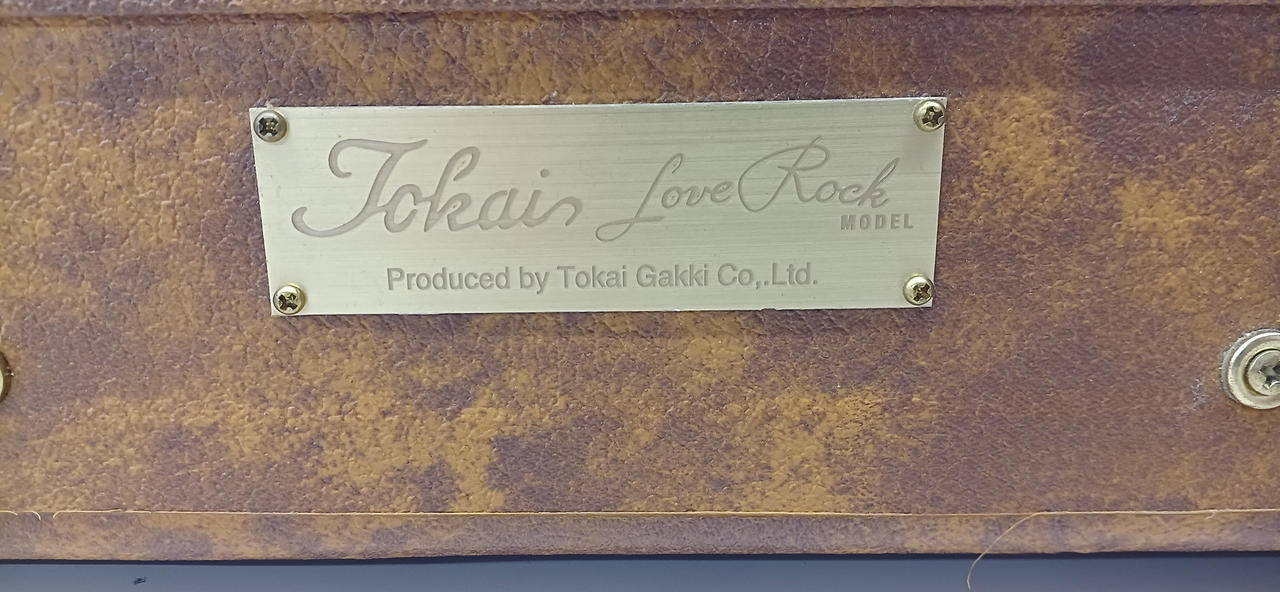 Tokai Love Rock
MODEL
Produced by Tokai Gakki Co,.Ltd.